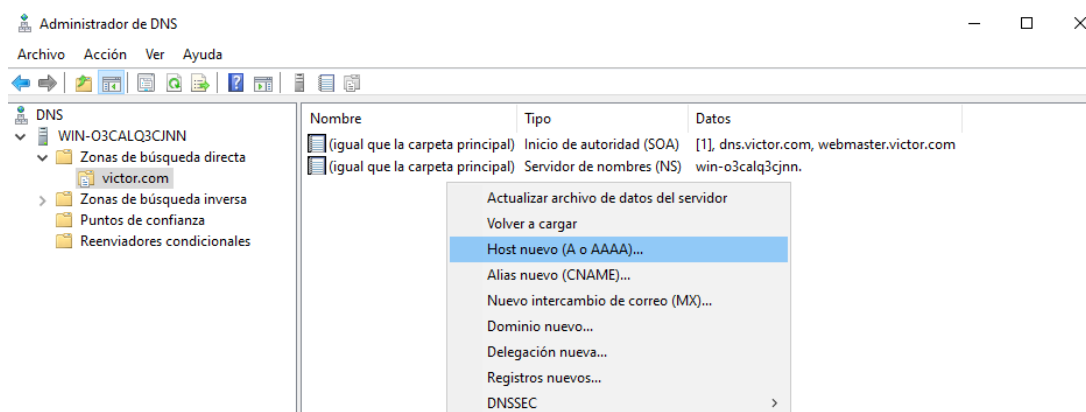 Administrador de DNS
Archivo Acción Ver Ayuda
DNS
WIN-O3CALQ3CJNN
Zonas de búsqueda directa
victor.com
Zonas de búsqueda inversa
Puntos de confianza
Reenviadores condicionales
Nombre Tipo Datos
(igual que la carpeta principal) Inicio de autoridad (SOA) [1], dns.victor.com, webmaster.victor.com
(igual que la carpeta principal) Servidor de nombres (NS) win-o3calq3cjnn.
Actualizar archivo de datos del servidor
Volver a cargar
Host nuevo (A o AAAA)...
Alias nuevo (CNAME)...
Nuevo intercambio de correo (MX)...
Dominio nuevo...
Delegación nueva...
Registros nuevos...
DNSSEC